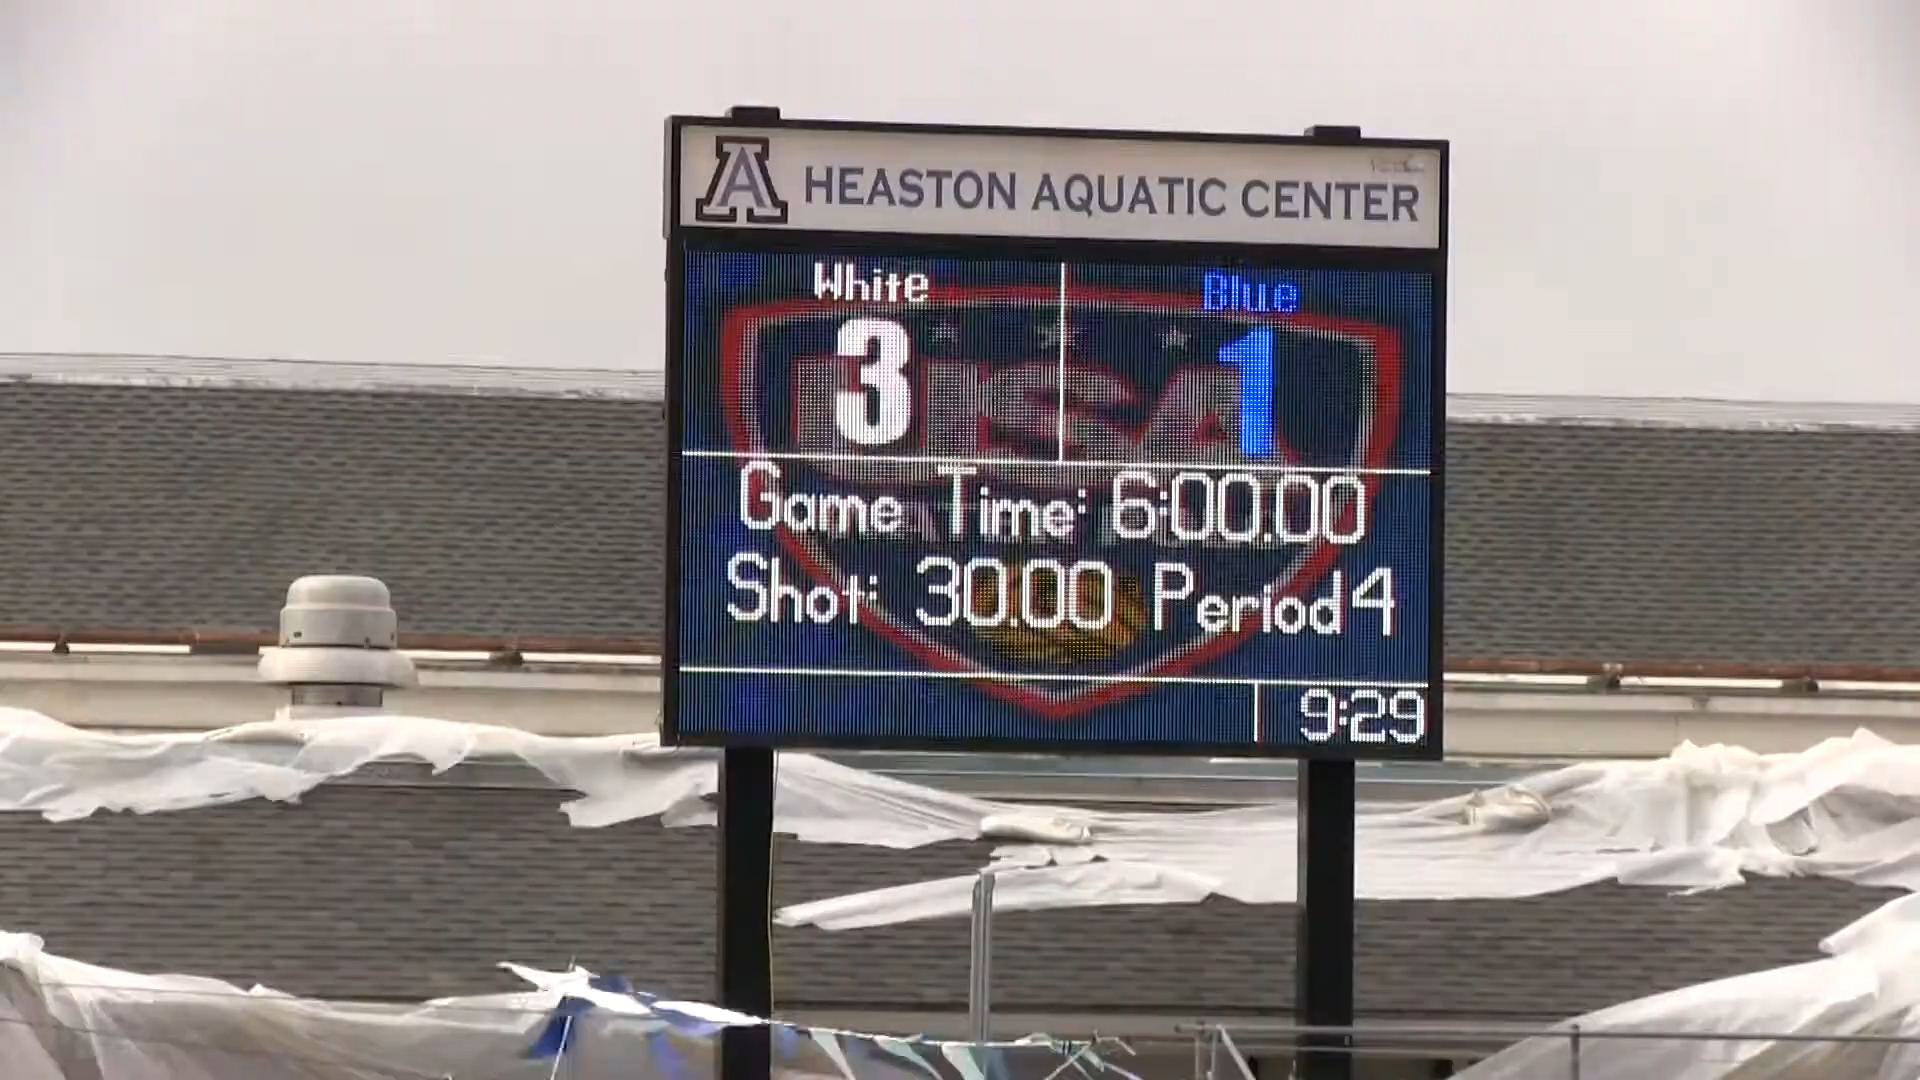 A HEASTON AQUATIC CENTER
White Blue
3 1
USA
Game Time: 6:00.00
Shot: 30.00 Period 4
9:29